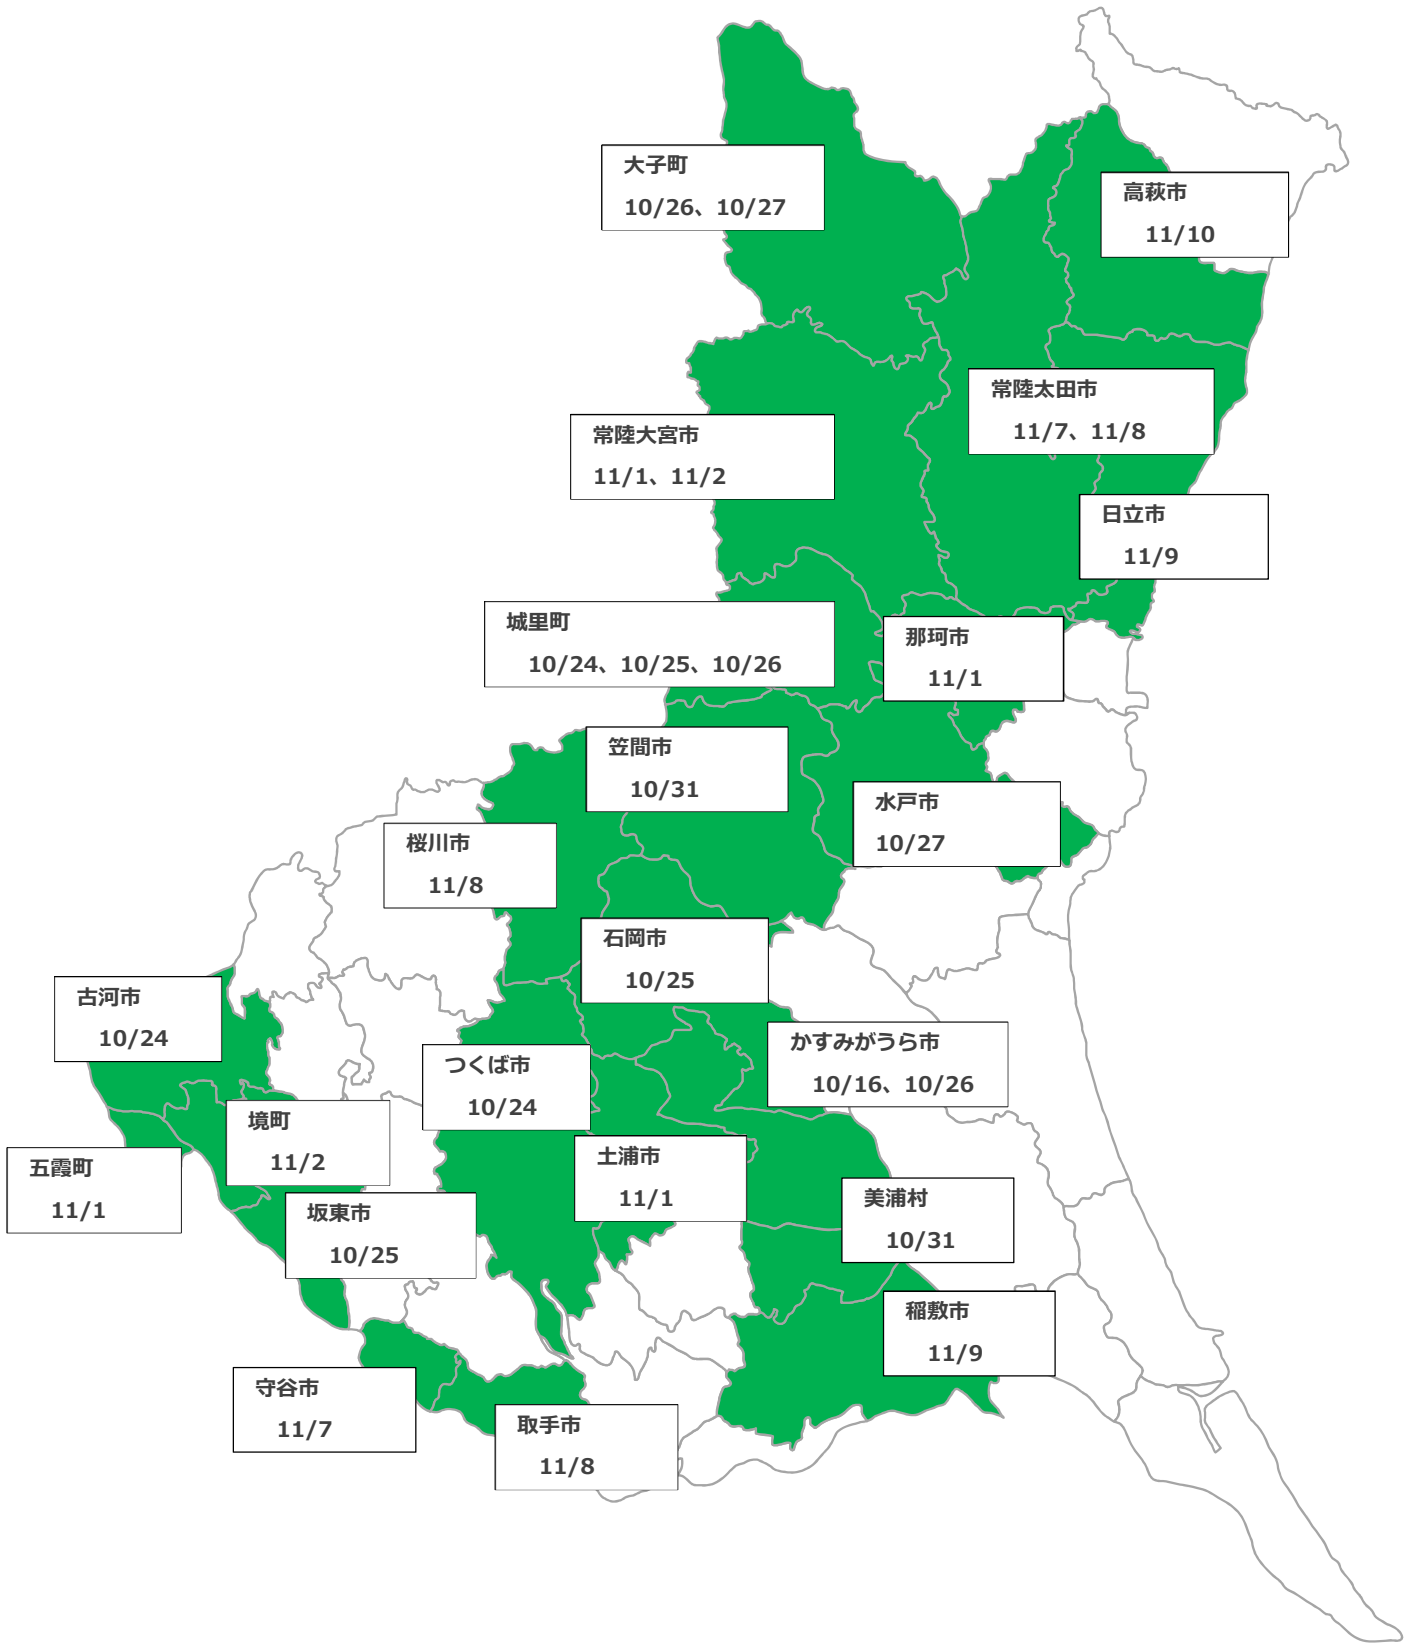 大子町
10/26、10/27
高萩市
11/10
常陸太田市
11/7、11/8
常陸大宮市
11/1、11/2
日立市
11/9
城里町
10/24、10/25、10/26
那珂市
11/1
笠間市
10/31
水戸市
10/27
桜川市
11/8
石岡市
10/25
古河市
10/24
かすみがうら市
10/16、10/26
つくば市
10/24
境町
11/2
五霞町
11/1
土浦市
11/1
美浦村
10/31
坂東市
10/25
稲敷市
11/9
守谷市
11/7
取手市
11/8